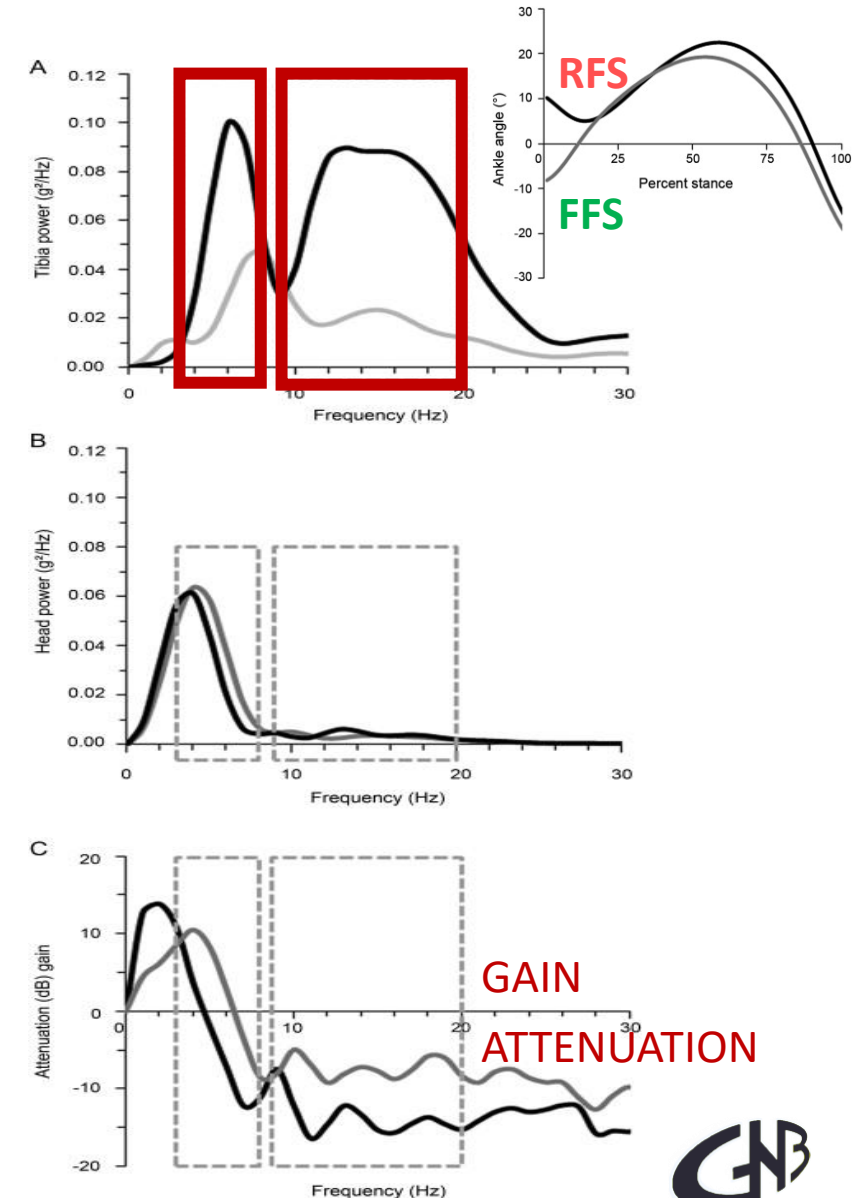 A
Tibia power (g²/Hz)
0.12
0.10
0.08
0.06
0.04
0.02
0.00
0
10
20
30
Frequency (Hz)
Ankle angle (°)
30
20
10
0
-10
-20
-30
0
25
50
75
100
Percent stance
RFS
FFS
B
Head power (g²/Hz)
0.12
0.10
0.08
0.06
0.04
0.02
0.00
0
10
20
30
Frequency (Hz)
C
Attenuation (dB) gain
20
10
0
-10
-20
0
10
20
30
GAIN
ATTENUATION
Frequency (Hz)
GNB